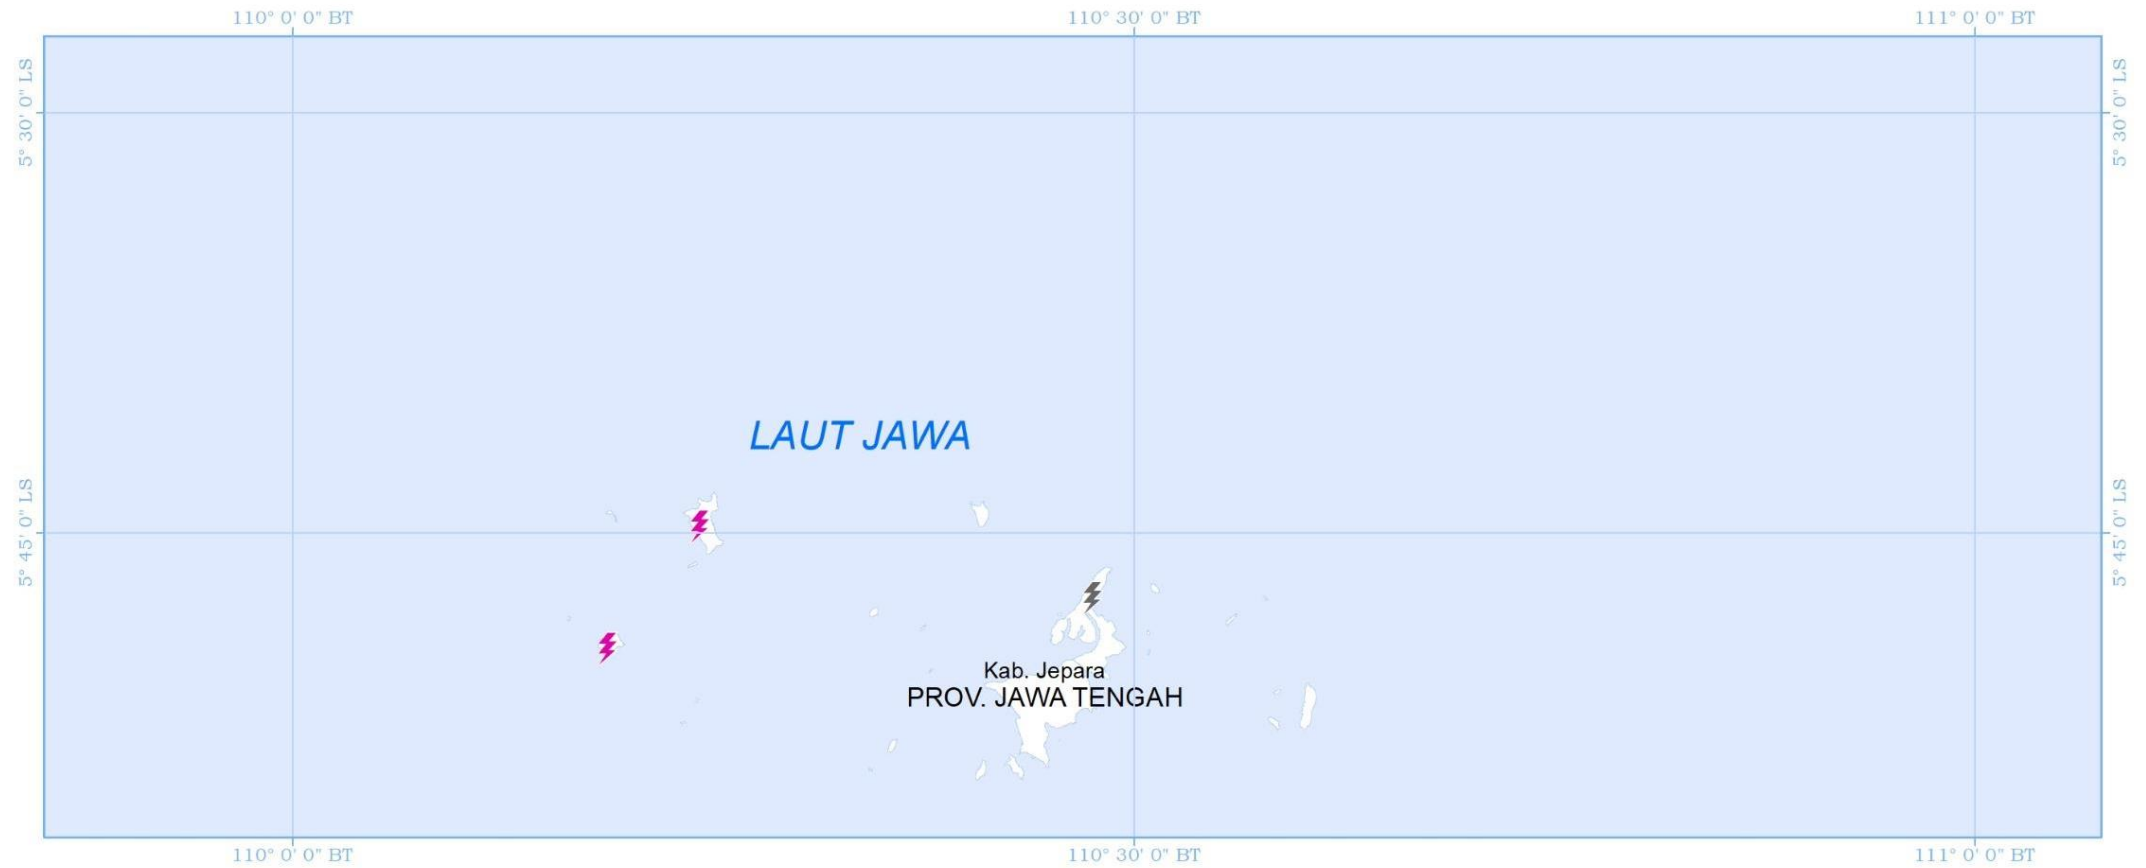 110° 0' 0" BT
110° 30' 0" BT
111° 0' 0" BT
5° 30' 0" LS
5° 30' 0" LS
LAUT JAWA
5° 45' 0" LS
5° 45' 0" LS
Kab. Jepara
PROV. JAWA TENGAH
110° 0' 0" BT
110° 30' 0" BT
111° 0' 0" BT